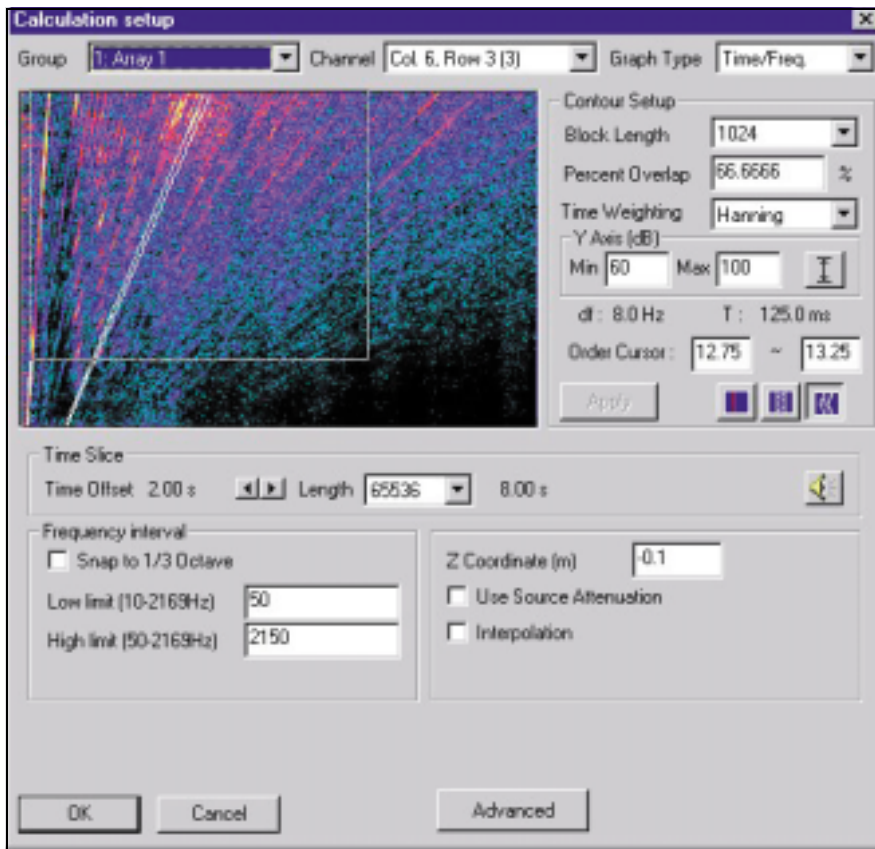 Calculation setup
Group 1: Array 1 Channel Col. 6, Row 3 (3) Graph Type Time/Freq.
Contour Setup
Block Length 1024
Percent Overlap 66.6666 %
Time Weighting Hanning
Y Axis (dB)
Min 60 Max 100
df : 8.0 Hz T : 125.0 ms
Order Cursor : 12.75 ~ 13.25
Apply
Time Slice
Time Offset 2.00 s Length 65536 8.00 s
Frequency interval
Snap to 1/3 Octave
Low limit (10-2169Hz) 50
High limit (50-2169Hz) 2150
Z Coordinate (m) -0.1
Use Source Attenuation
Interpolation
OK Cancel Advanced